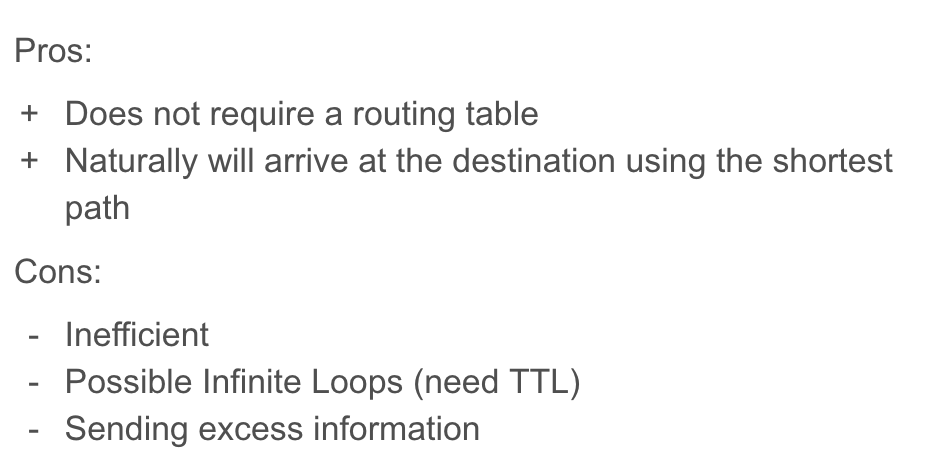 Pros:
+ Does not require a routing table
+ Naturally will arrive at the destination using the shortest
path
Cons:
- Inefficient
- Possible Infinite Loops (need TTL)
- Sending excess information